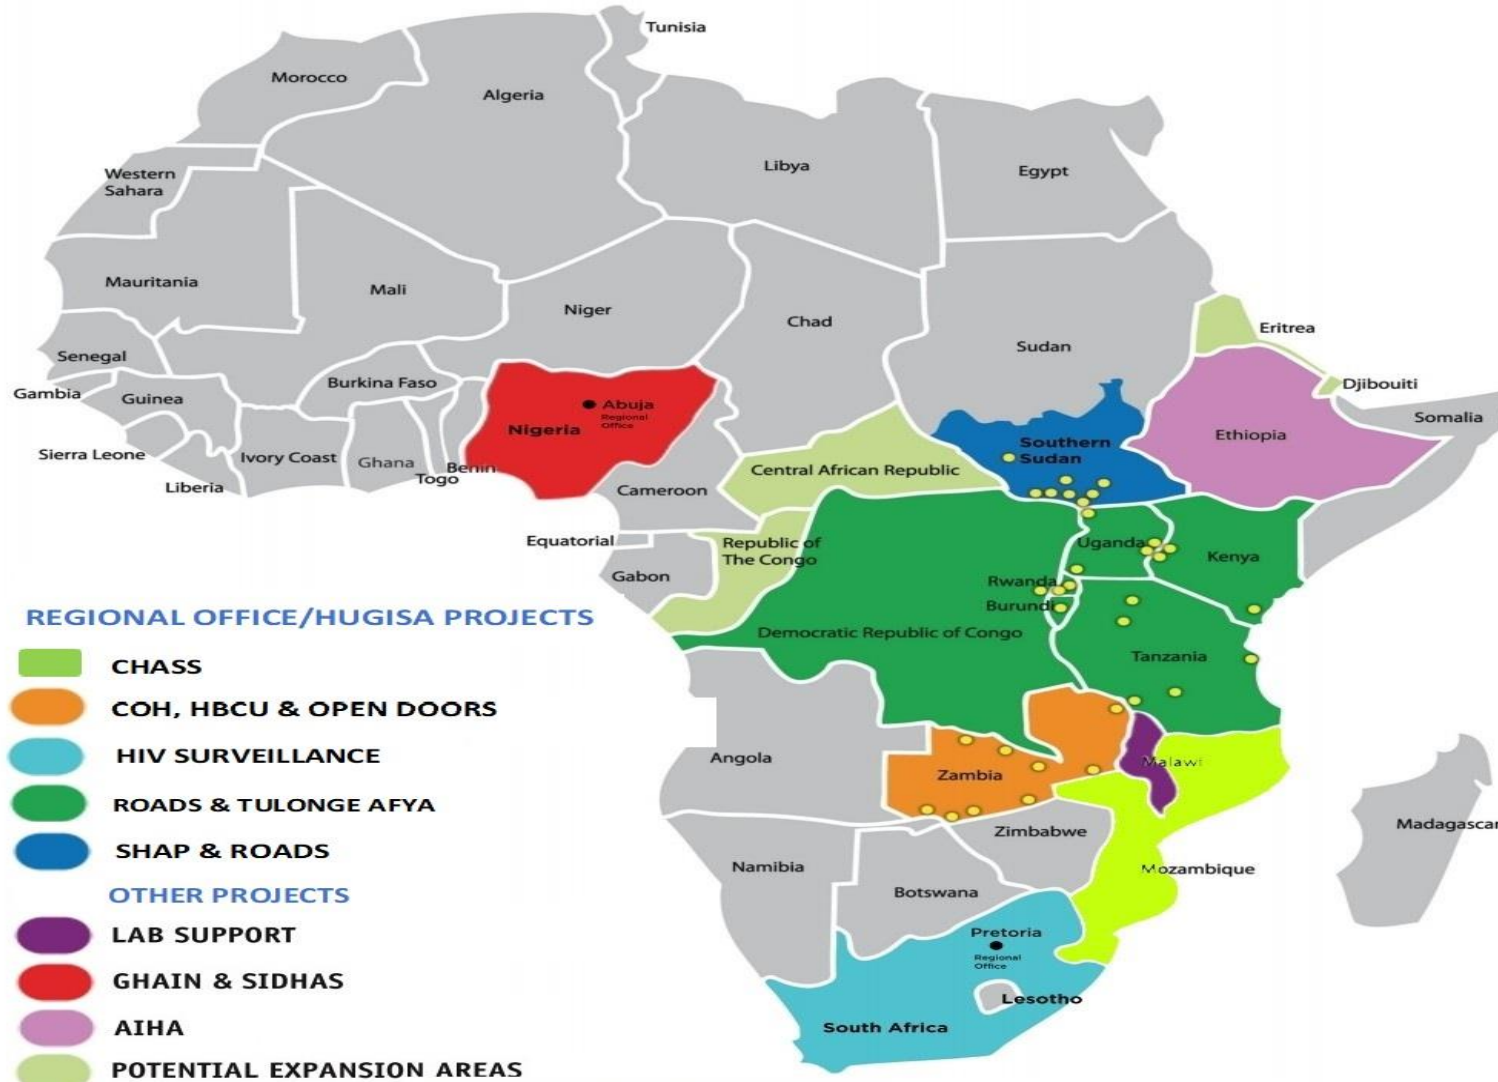 Tunisia
Morocco
Algeria
Libya
Egypt
Western
Sahara
Mauritania
Mali
Niger
Chad
Sudan
Eritrea
Senegal
Djibouti
Gambia
Guinea
Burkina Faso
Abuja
Regional
Office
Nigeria
Somalia
Ethiopia
Sierra Leone
Ivory Coast
Ghana
Benin
Togo
Liberia
Southern
Sudan
Central African Republic
Cameroon
Equatorial
Republic of
The Congo
Gabon
Uganda
Kenya
Rwanda
Burundi
Democratic Republic of Congo
Tanzania
Angola
Zambia
Malawi
Zimbabwe
Madagascar
Mozambique
Namibia
Botswana
Pretoria
Regional
Office
Lesotho
South Africa
REGIONAL OFFICE/HUGISA PROJECTS
CHASS
COH, HBCU & OPEN DOORS
HIV SURVEILLANCE
ROADS & TULONGE AFYA
SHAP & ROADS
OTHER PROJECTS
LAB SUPPORT
GHAIN & SIDHAS
AIHA
POTENTIAL EXPANSION AREAS